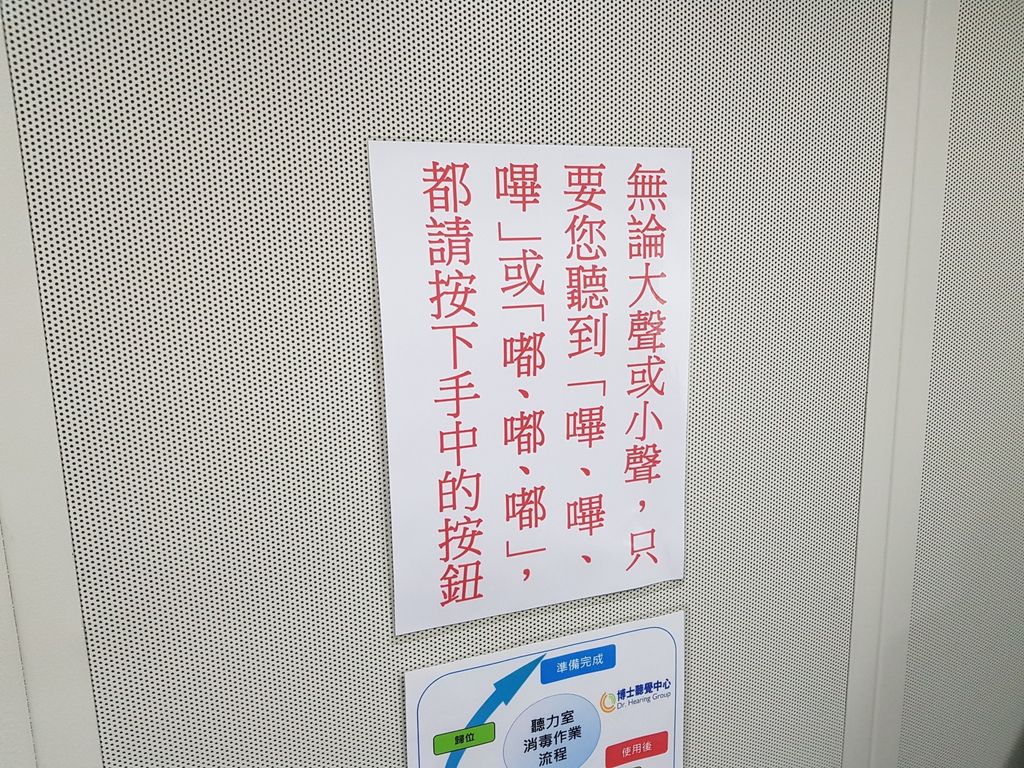 無論大聲或小聲，只
要您聽到「嗶、嗶、
嗶」或「嘟、嘟、嘟」，
都請按下手中的按鈕
準備完成
博士聽覺中心
Dr. Hearing Group
歸位
聽力室
消毒作業
流程
使用後